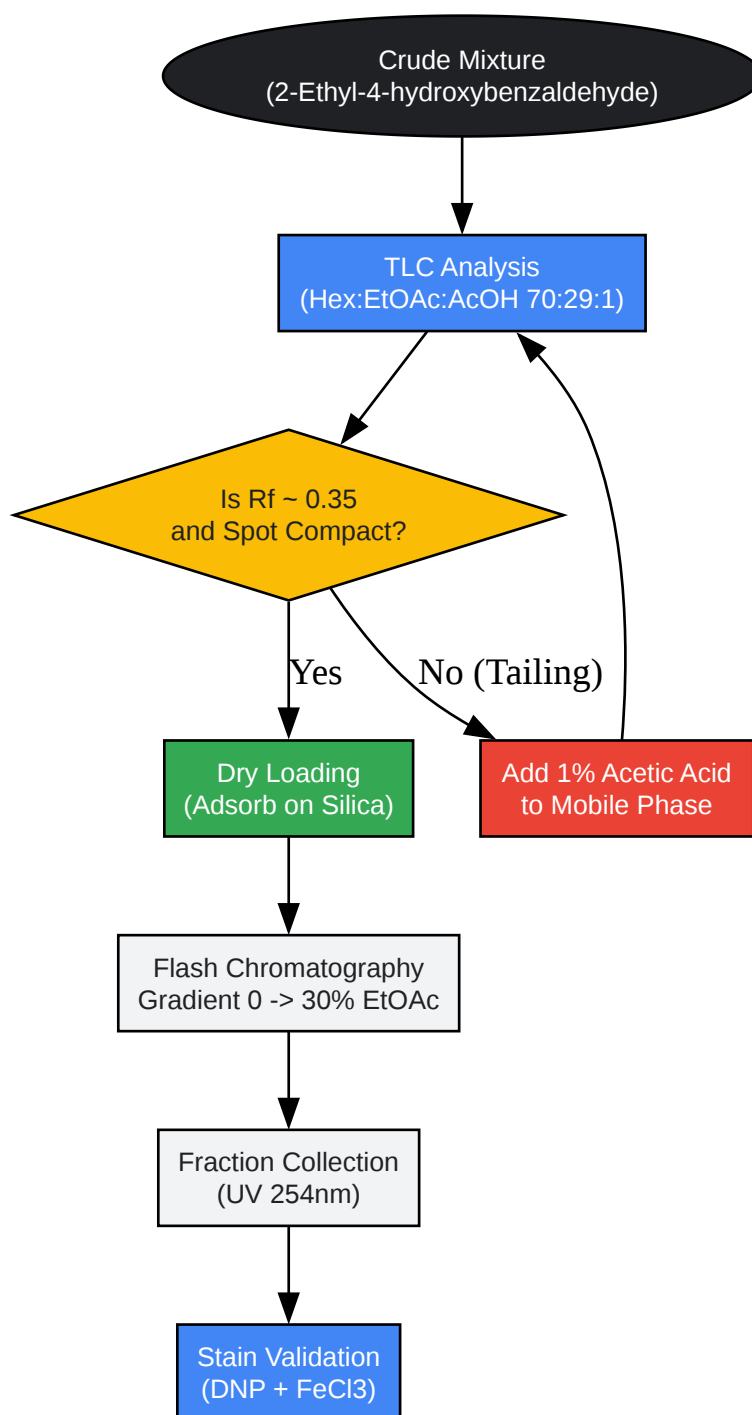 Crude Mixture
(2-Ethyl-4-hydroxybenzaldehyde)
TLC Analysis
(Hex:EtOAc:AcOH 70:29:1)
Is Rf ~ 0.35
and Spot Compact?
Yes
No (Tailing)
Dry Loading
(Adsorb on Silica)
Add 1% Acetic Acid
to Mobile Phase
Flash Chromatography
Gradient 0 -> 30% EtOAc
Fraction Collection
(UV 254nm)
Stain Validation
(DNP + FeCl3)